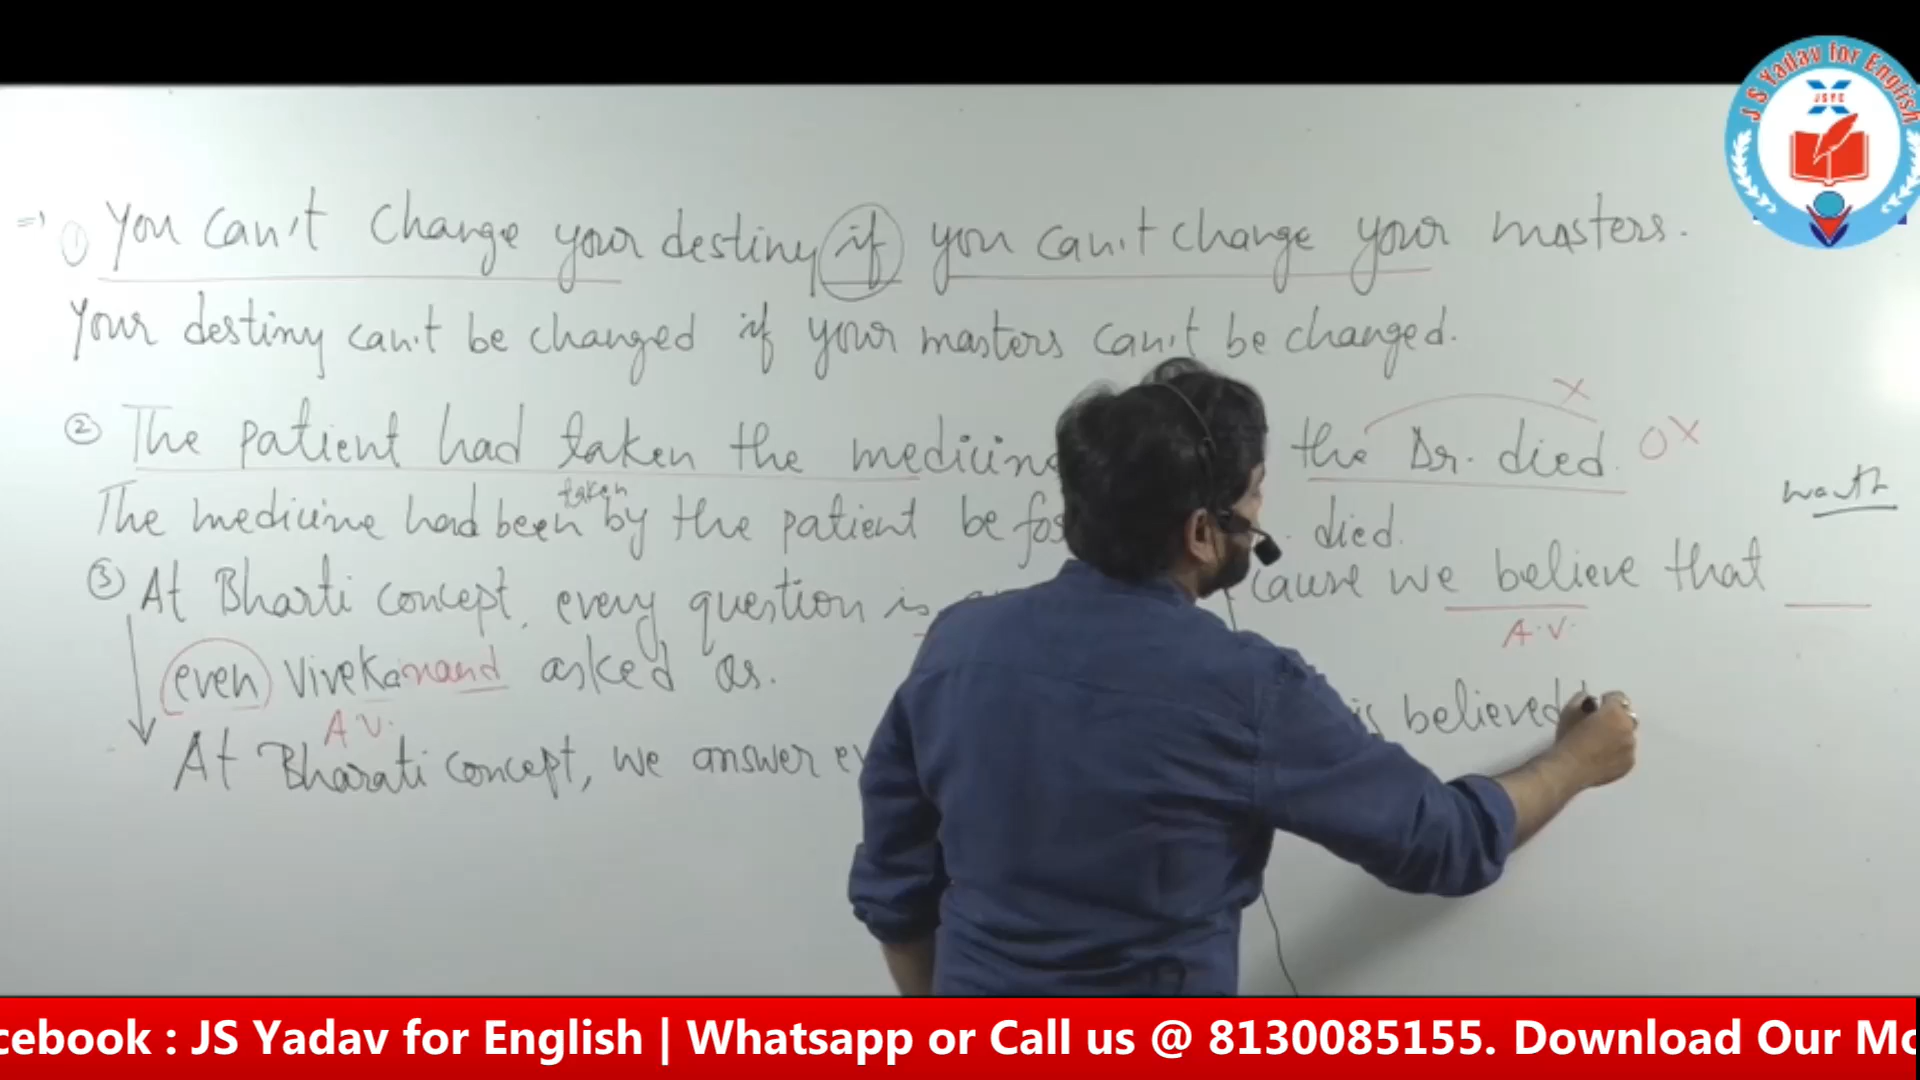 J S Yadav for English
JSYE
① You can't change your destiny if you can't change your masters.
Your destiny can't be changed if your masters can't be changed.
② The patient had taken the medicine the Dr. died. O X
X
taken
The medicine had been by the patient died.
③ At Bharti concept, every question is we believe that
A.V.
even Vivekanand asked as.
A.V.
is believed
At Bharati concept, we answer
cebook : JS Yadav for English | Whatsapp or Call us @ 8130085155. Download Our Mo